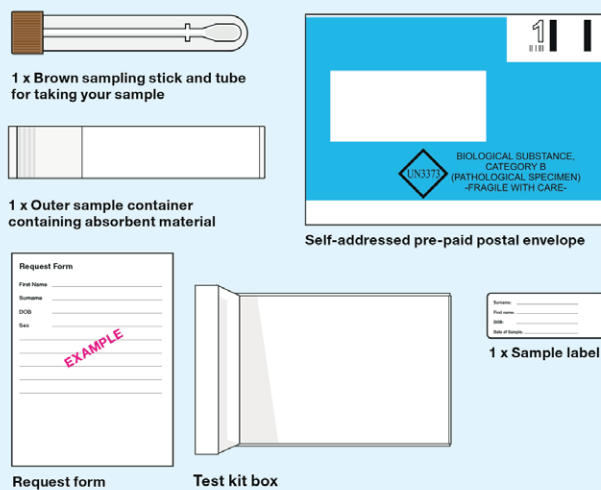 1 x Brown sampling stick and tube
for taking your sample
1 x Outer sample container
containing absorbent material
1
UN3373
BIOLOGICAL SUBSTANCE,
CATEGORY B
(PATHOLOGICAL SPECIMEN)
-FRAGILE WITH CARE-
Self-addressed pre-paid postal envelope
Request Form
First Name
Surname
DOB
Sex
EXAMPLE
Request form
Test kit box
Surname:
First name:
DOB:
Date of Sample:
1 x Sample label